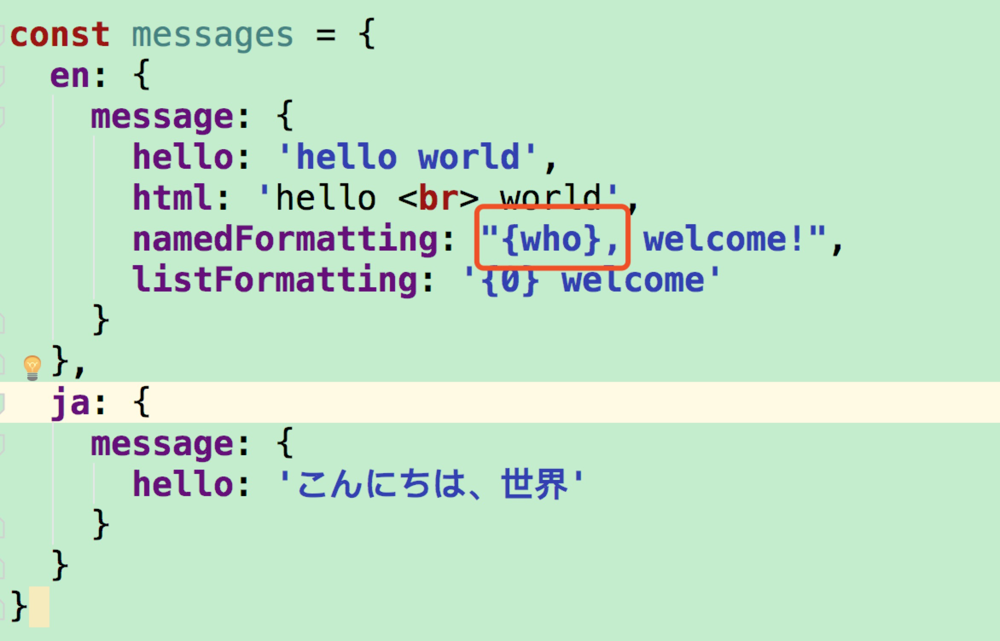 const messages = {
  en: {
    message: {
      hello: 'hello world',
      html: 'hello <br> world',
      namedFormatting: "{who}, welcome!",
      listFormatting: '{0} welcome'
    }
  },
  ja: {
    message: {
      hello: 'こんにちは、世界'
    }
  }
}